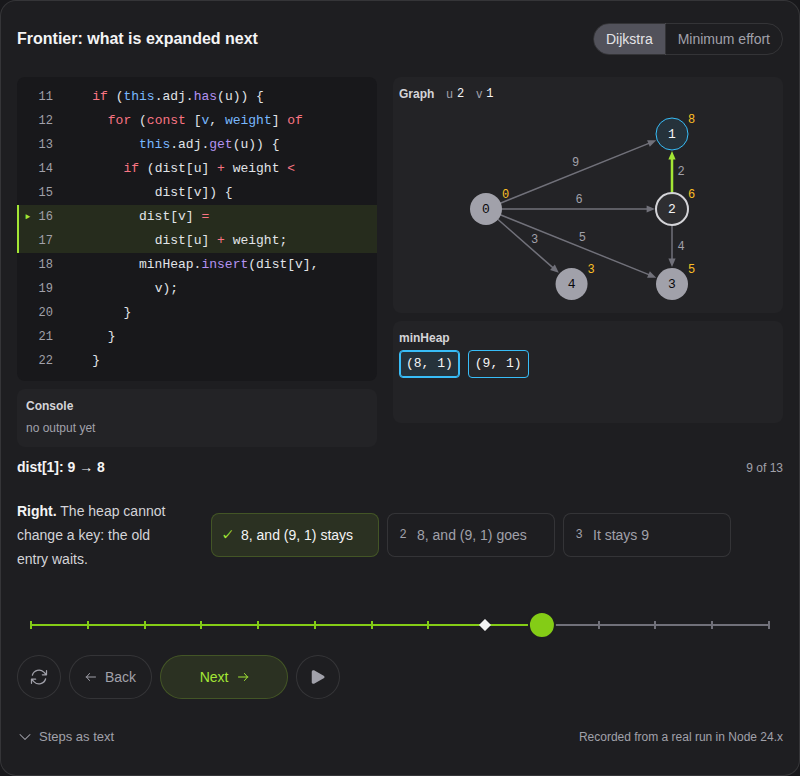 Frontier: what is expanded next
Dijkstra
Minimum effort
11 if (this.adj.has(u)) {
12 for (const [v, weight] of
13 this.adj.get(u)) {
14 if (dist[u] + weight <
15 dist[v]) {
▸ 16 dist[v] =
17 dist[u] + weight;
18 minHeap.insert(dist[v],
19 v);
20 }
21 }
22 }
Console
no output yet
Graph u 2 v 1
8
1
9
2
0
0
6
6
2
3
5
4
3
4
5
3
minHeap
(8, 1) (9, 1)
dist[1]: 9 → 8
9 of 13
Right. The heap cannot
change a key: the old
entry waits.
✓ 8, and (9, 1) stays
2 8, and (9, 1) goes
3 It stays 9
← Back
Next →
Steps as text
Recorded from a real run in Node 24.x